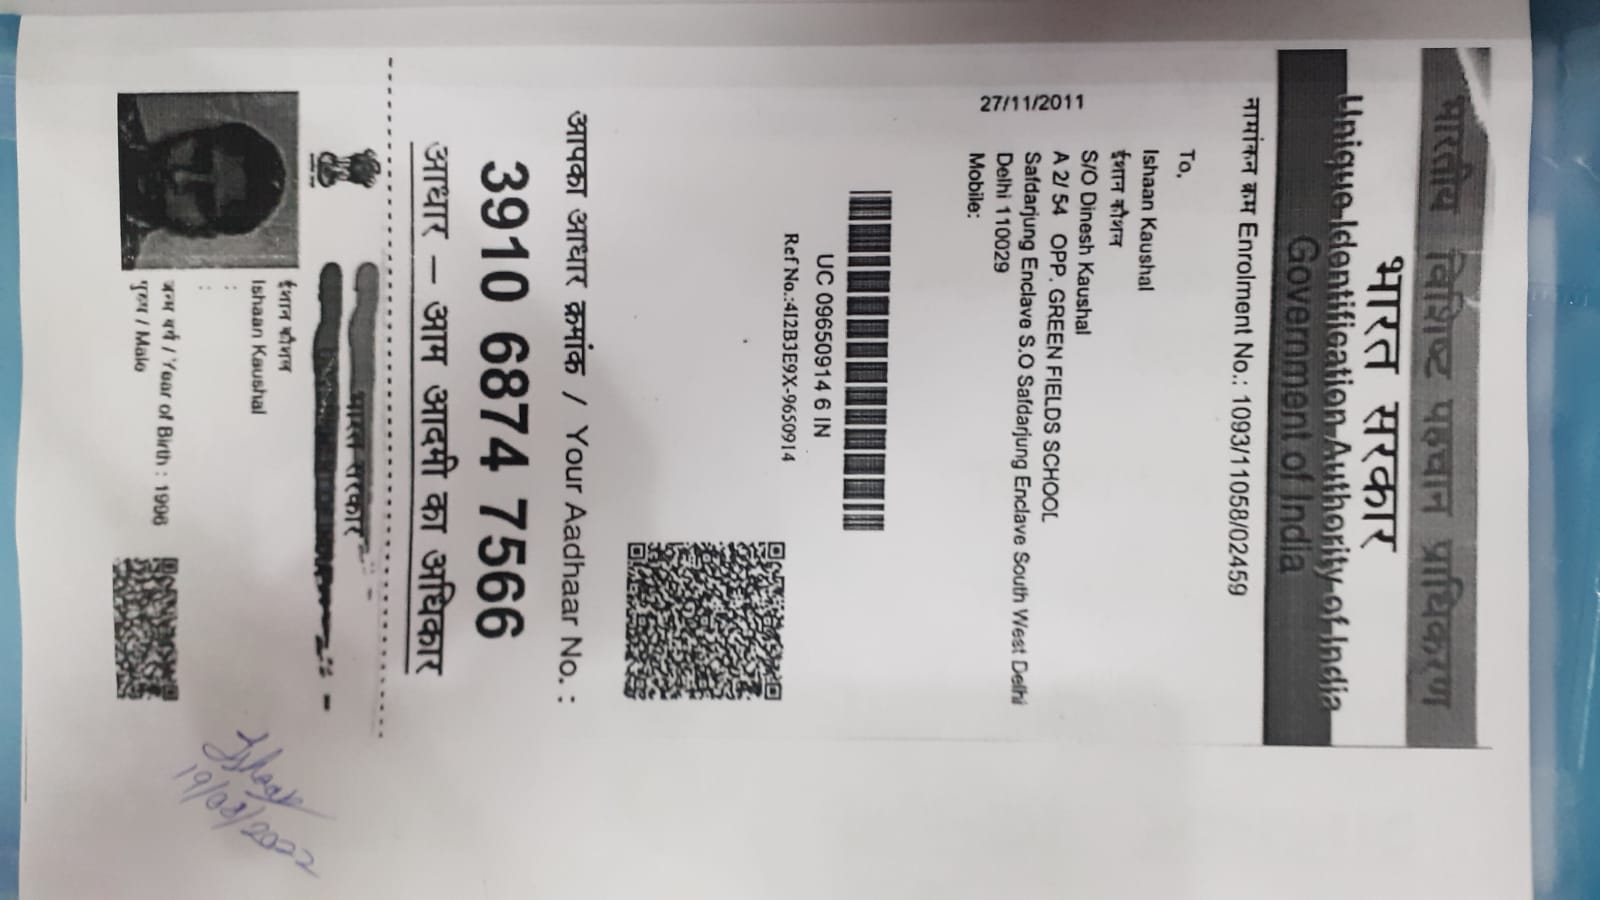 भारतीय विशिष्ट पहचान प्राधिकरण
भारत सरकार
Unique Identification Authority of India
Government of India
नामांकन क्रम Enrolment No.: 1093/11058/02459
To,
Ishaan Kaushal
ईशान कौशल
S/O Dinesh Kaushal
A 2/ 54 OPP. GREEN FIELDS SCHOOL
Safdarjung Enclave S.O Safdarjung Enclave South West Delhi
Delhi 110029
Mobile:
27/11/2011
UC 09650914 6 IN
Ref No.:412B3E9X-9650914
आपका आधार क्रमांक / Your Aadhaar No. :
3910 6874 7566
आधार – आम आदमी का अधिकार
भारत सरकार
ईशान कौशल
Ishaan Kaushal
:
:
जन्म वर्ष / Year of Birth : 1996
पुरुष / Male
Ishaan
19/08/2022